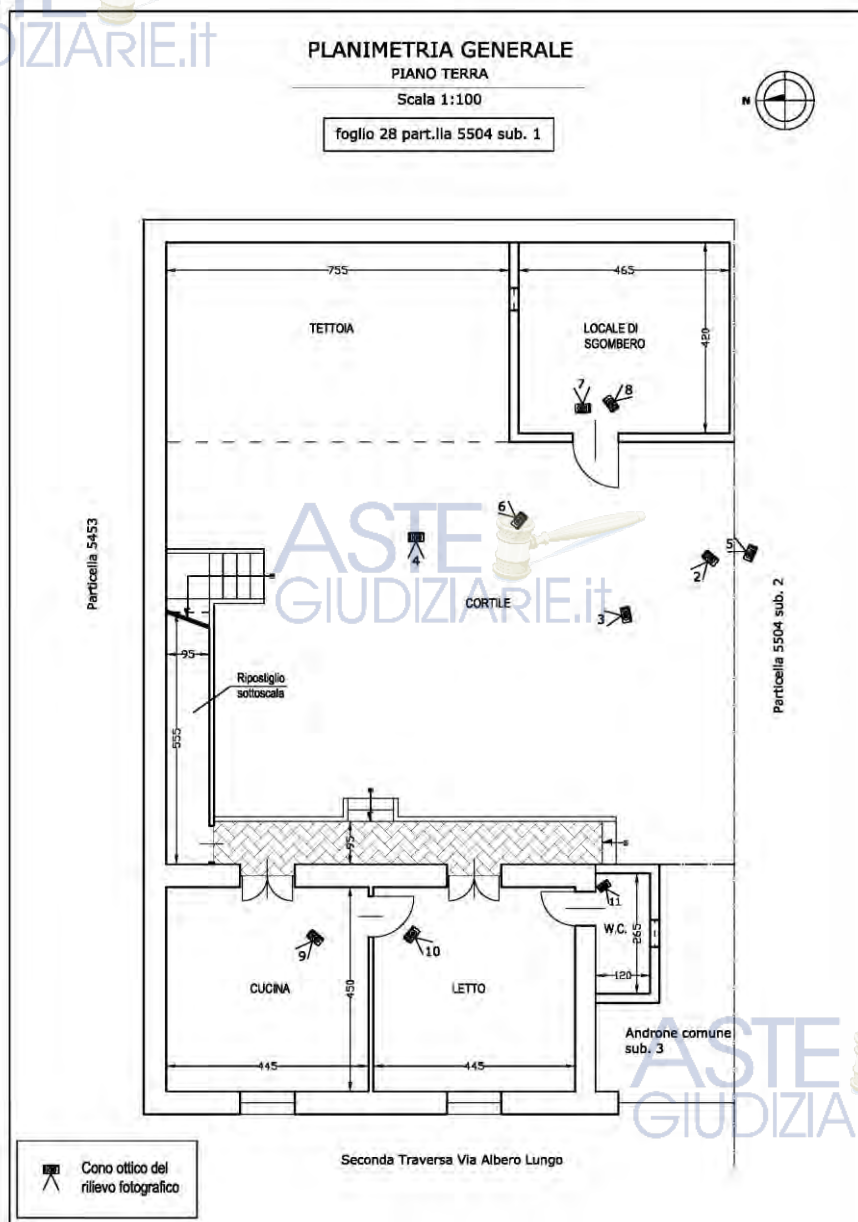 GIUDIZIARIE.it
PLANIMETRIA GENERALE
PIANO TERRA
Scala 1:100
foglio 28 part.lla 5504 sub. 1
N
755
465
TETTOIA
LOCALE DI
SGOMBERO
420
7
8
6
4
5
2
3
ASTE
GIUDIZIARIE.it
CORTILE
Particella 5453
Particella 5504 sub. 2
95
Ripostiglio
sottoscala
555
95
11
W.C.
265
120
9
10
CUCINA
450
LETTO
445
445
Androne comune
sub. 3
ASTE
GIUDIZIA
Seconda Traversa Via Albero Lungo
Cono ottico del
rilievo fotografico